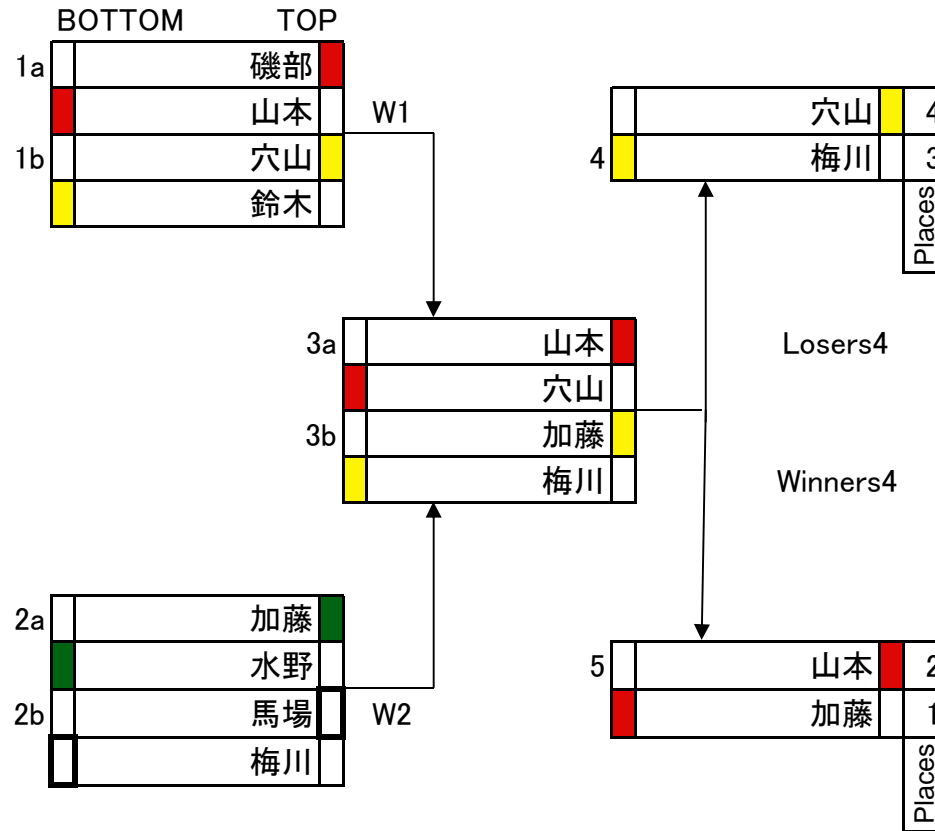 BOTTOM TOP
1a 磯部
山本 W1
1b 穴山
鈴木
穴山 4
4 梅川 3
Places
3a 山本
穴山
3b 加藤
梅川
Losers4
Winners4
2a 加藤
水野
2b 馬場 W2
梅川
5 山本 2
加藤 1
Places